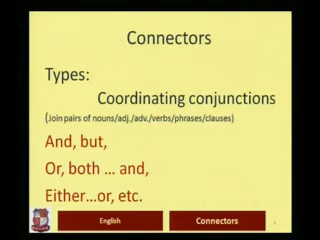 Connectors
Types:
Coordinating conjunctions
(Join pairs of nouns/adj./adv./verbs/phrases/clauses)
And, but,
Or, both ... and,
Either...or, etc.
English
Connectors